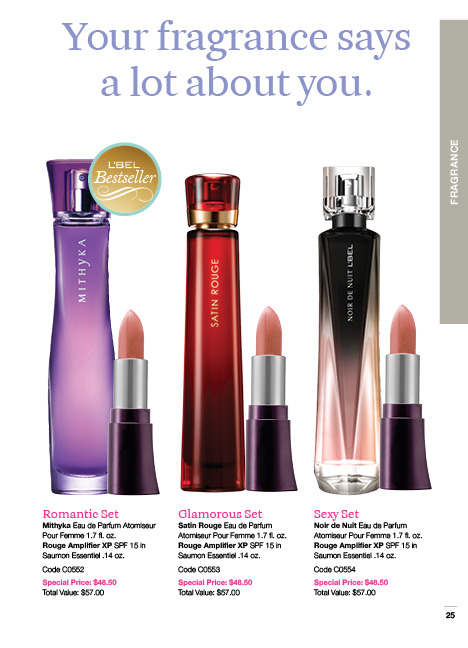 Your fragrance says
a lot about you.
FRAGRANCE
L'BEL
Bestseller
MITHYKA
SATIN ROUGE
NOIR DE NUIT L'BEL
Romantic Set
Mithyka Eau de Parfum Atomiseur
Pour Femme 1.7 fl. oz.
Rouge Amplifier XP SPF 15 in
Saumon Essentiel .14 oz.
Code C0552
Special Price: $48.50
Total Value: $57.00
Glamorous Set
Satin Rouge Eau de Parfum
Atomiseur Pour Femme 1.7 fl. oz.
Rouge Amplifier XP SPF 15 in
Saumon Essentiel .14 oz.
Code C0553
Special Price: $48.50
Total Value: $57.00
Sexy Set
Noir de Nuit Eau de Parfum
Atomiseur Pour Femme 1.7 fl. oz.
Rouge Amplifier XP SPF 15 in
Saumon Essentiel .14 oz.
Code C0554
Special Price: $48.50
Total Value: $57.00
25